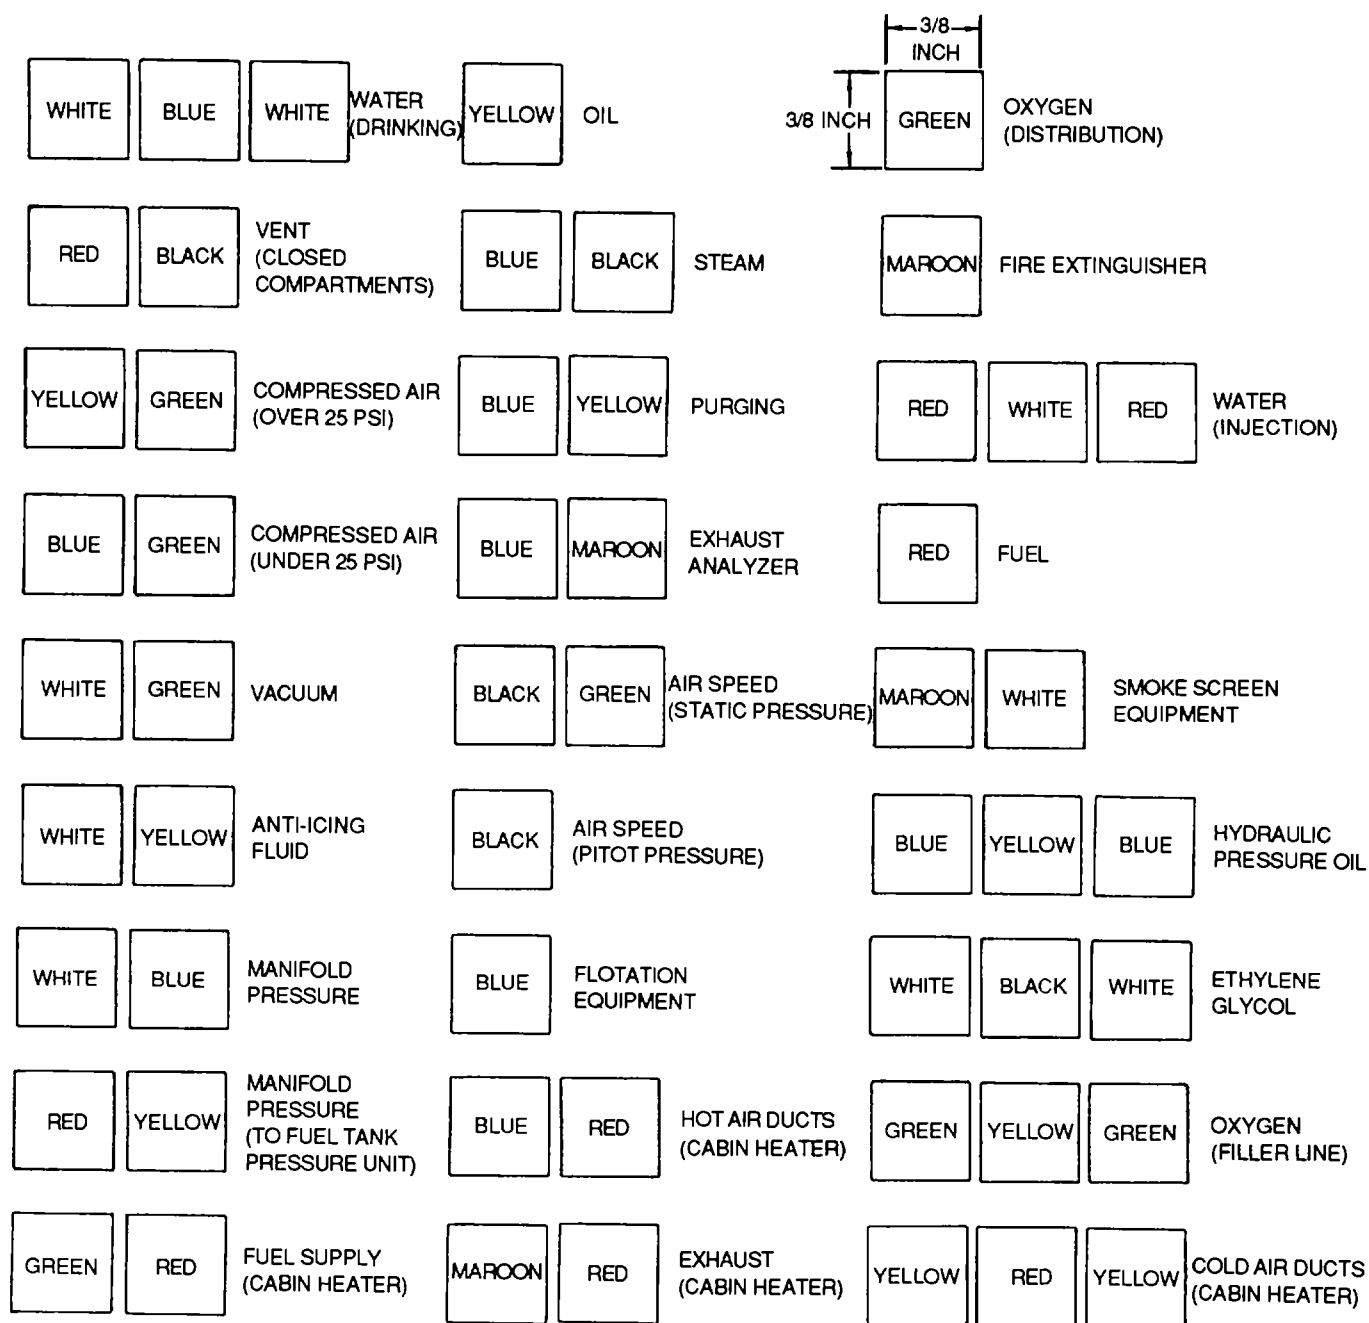 3/8
INCH
WHITE BLUE WHITE WATER
(DRINKING)
YELLOW OIL
3/8 INCH GREEN OXYGEN
(DISTRIBUTION)
RED BLACK VENT
(CLOSED
COMPARTMENTS)
BLUE BLACK STEAM
MAROON FIRE EXTINGUISHER
YELLOW GREEN COMPRESSED AIR
(OVER 25 PSI)
BLUE YELLOW PURGING
RED WHITE RED WATER
(INJECTION)
BLUE GREEN COMPRESSED AIR
(UNDER 25 PSI)
BLUE MAROON EXHAUST
ANALYZER
RED FUEL
WHITE GREEN VACUUM
BLACK GREEN AIR SPEED
(STATIC PRESSURE)
MAROON WHITE SMOKE SCREEN
EQUIPMENT
WHITE YELLOW ANTI-ICING
FLUID
BLACK AIR SPEED
(PITOT PRESSURE)
BLUE YELLOW BLUE HYDRAULIC
PRESSURE OIL
WHITE BLUE MANIFOLD
PRESSURE
BLUE FLOTATION
EQUIPMENT
WHITE BLACK WHITE ETHYLENE
GLYCOL
RED YELLOW MANIFOLD
PRESSURE
(TO FUEL TANK
PRESSURE UNIT)
BLUE RED HOT AIR DUCTS
(CABIN HEATER)
GREEN YELLOW GREEN OXYGEN
(FILLER LINE)
GREEN RED FUEL SUPPLY
(CABIN HEATER)
MAROON RED EXHAUST
(CABIN HEATER)
YELLOW RED YELLOW COLD AIR DUCTS
(CABIN HEATER)